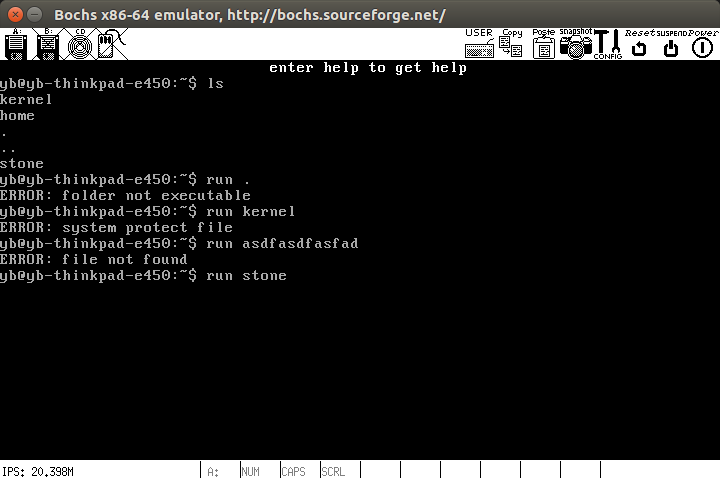 Bochs x86-64 emulator, http://bochs.sourceforge.net/
A: B: CD USER Copy Paste snapshot CONFIG Reset SUSPEND Power
enter help to get help
yb@yb-thinkpad-e450:~$ ls
kernel
home
.
..
stone
yb@yb-thinkpad-e450:~$ run .
ERROR: folder not executable
yb@yb-thinkpad-e450:~$ run kernel
ERROR: system protect file
yb@yb-thinkpad-e450:~$ run asdfasdfasfad
ERROR: file not found
yb@yb-thinkpad-e450:~$ run stone
IPS: 20.398M A: NUM CAPS SCRL